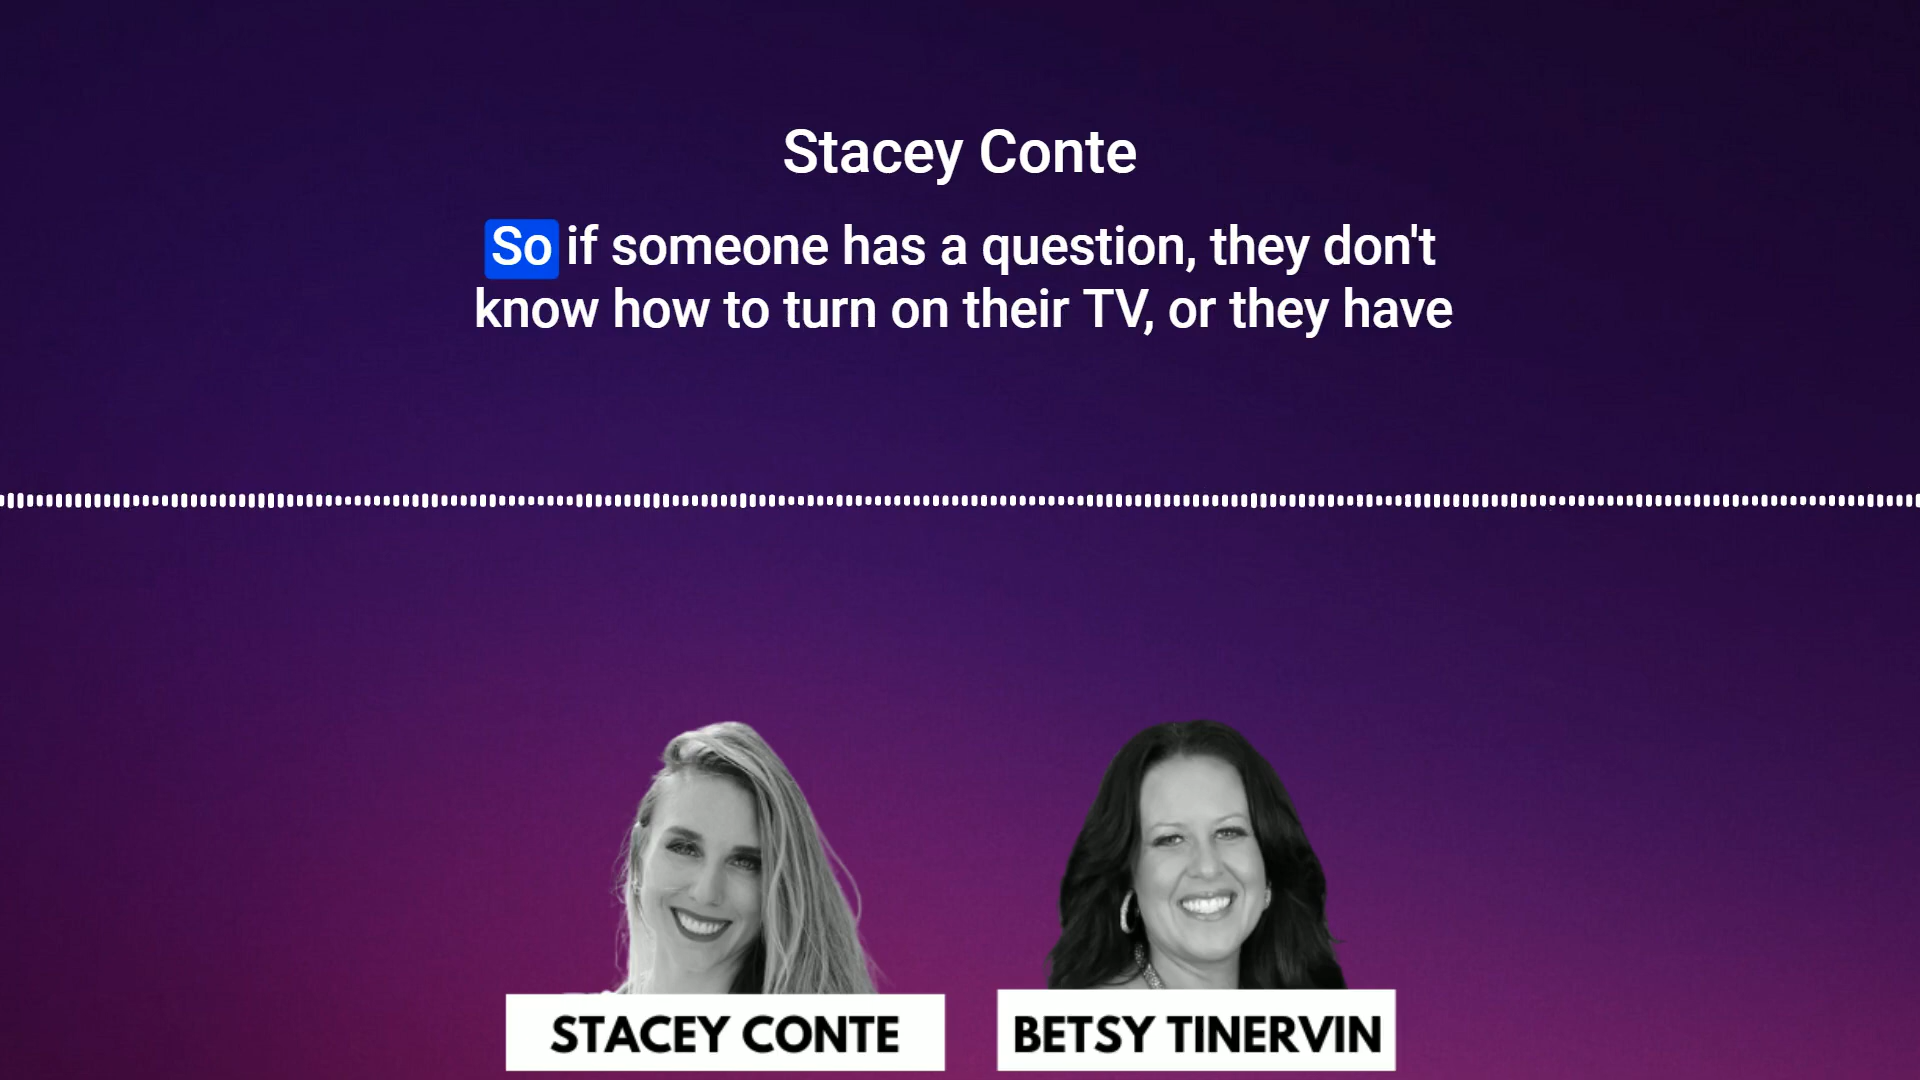 Stacey Conte
So if someone has a question, they don't
know how to turn on their TV, or they have
STACEY CONTE
BETSY TINERVIN